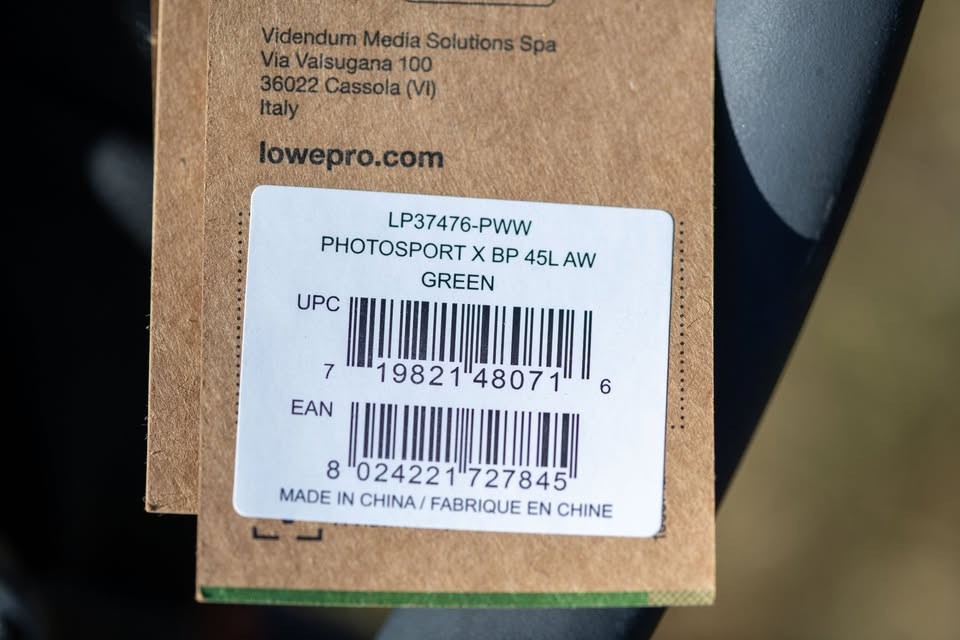 Videndum Media Solutions Spa
Via Valsugana 100
36022 Cassola (VI)
Italy
lowepro.com
LP37476-PWW
PHOTOSPORT X BP 45L AW
GREEN
UPC
7 19821 48071 6
EAN
8 024221 727845
MADE IN CHINA / FABRIQUE EN CHINE